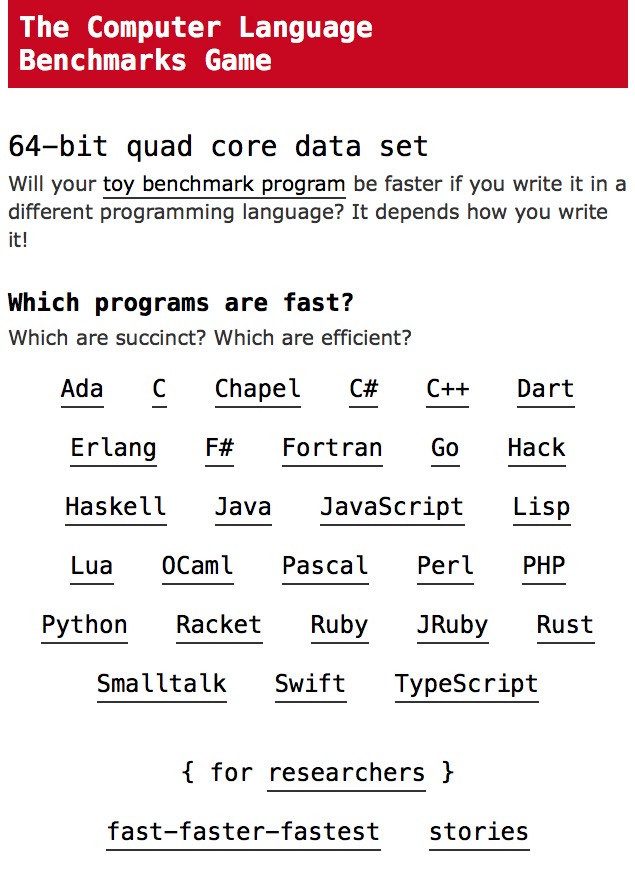 The Computer Language
Benchmarks Game
64-bit quad core data set
Will your toy benchmark program be faster if you write it in a
different programming language? It depends how you write
it!
Which programs are fast?
Which are succinct? Which are efficient?
Ada C Chapel C# C++ Dart
Erlang F# Fortran Go Hack
Haskell Java JavaScript Lisp
Lua OCaml Pascal Perl PHP
Python Racket Ruby JRuby Rust
Smalltalk Swift TypeScript
{ for researchers }
fast-faster-fastest stories